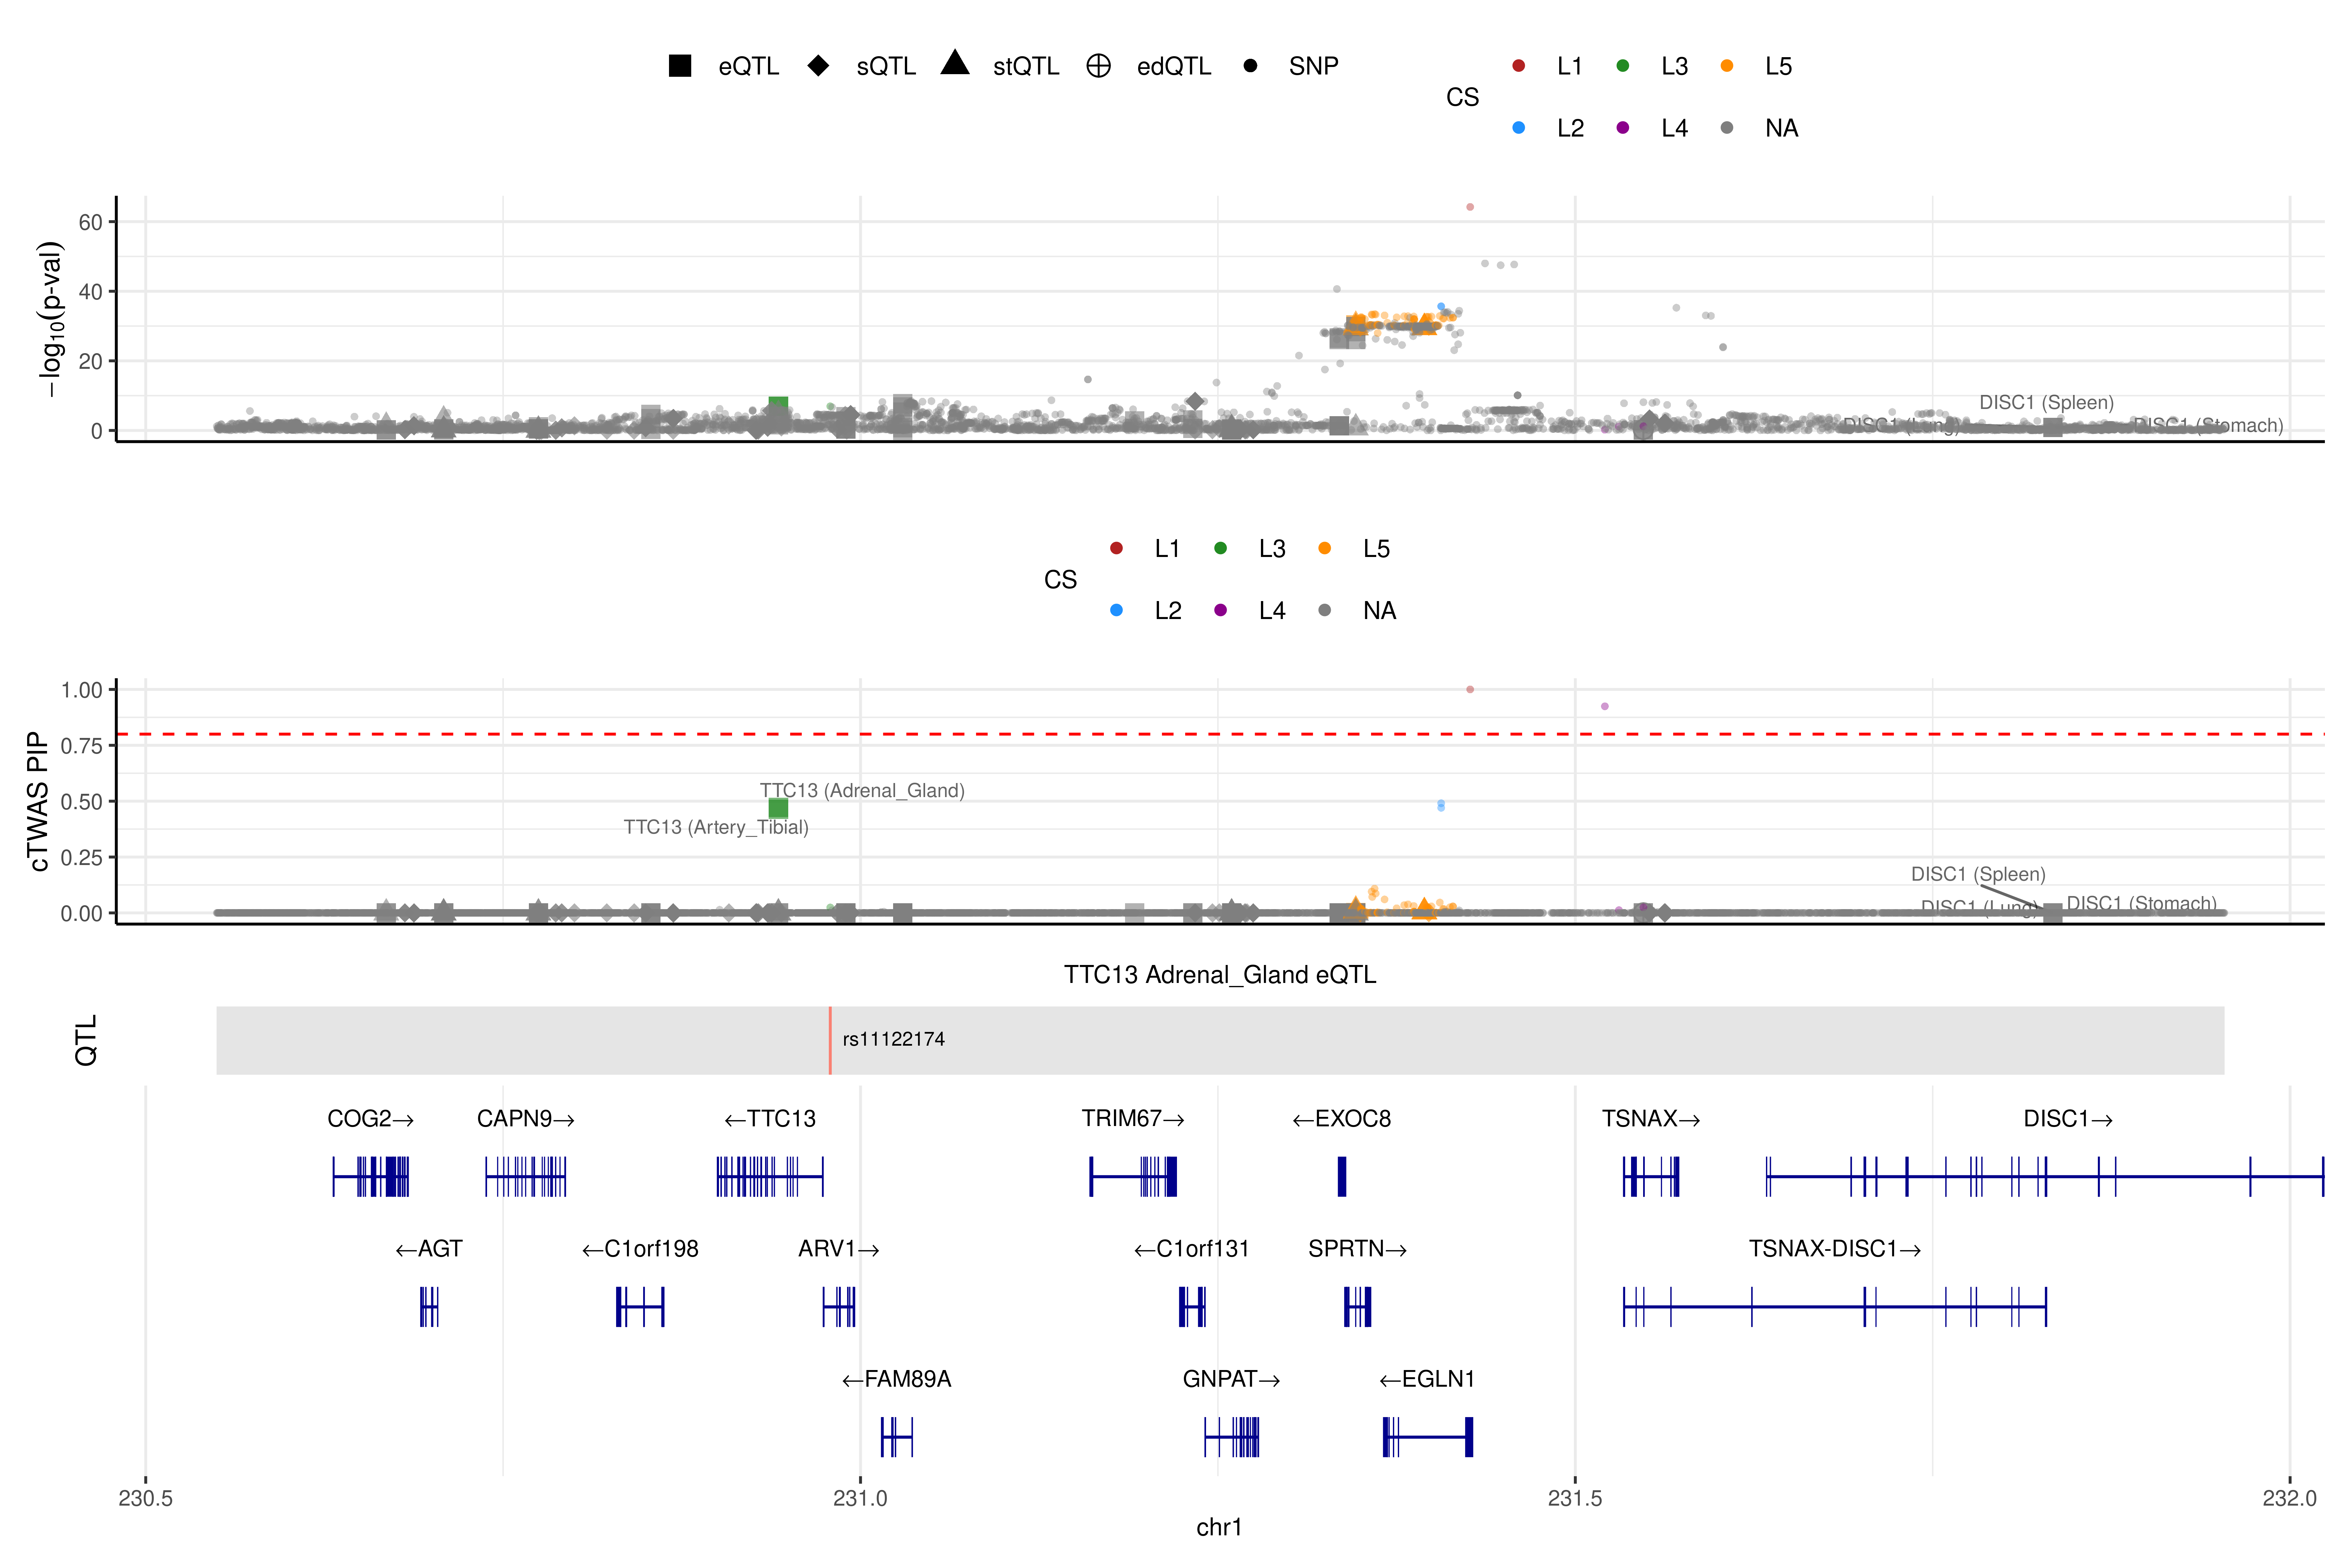 eQTL sQTL stQTL edQTL SNP
CS
L1 L3 L5
L2 L4 NA
−log10(p-val)
60
40
20
0
DISC1 (Spleen)
DISC1 (Lung)
DISC1 (Stomach)
CS
L1 L3 L5
L2 L4 NA
cTWAS PIP
1.00
0.75
0.50
0.25
0.00
TTC13 (Adrenal_Gland)
TTC13 (Artery_Tibial)
DISC1 (Spleen)
DISC1 (Lung)
DISC1 (Stomach)
TTC13 Adrenal_Gland eQTL
QTL
rs11122174
COG2→ CAPN9→ ←TTC13 TRIM67→ ←EXOC8 TSNAX→ DISC1→
←AGT ←C1orf198 ARV1→ ←C1orf131 SPRTN→ TSNAX-DISC1→
←FAM89A GNPAT→ ←EGLN1
230.5 231.0 231.5 232.0
chr1